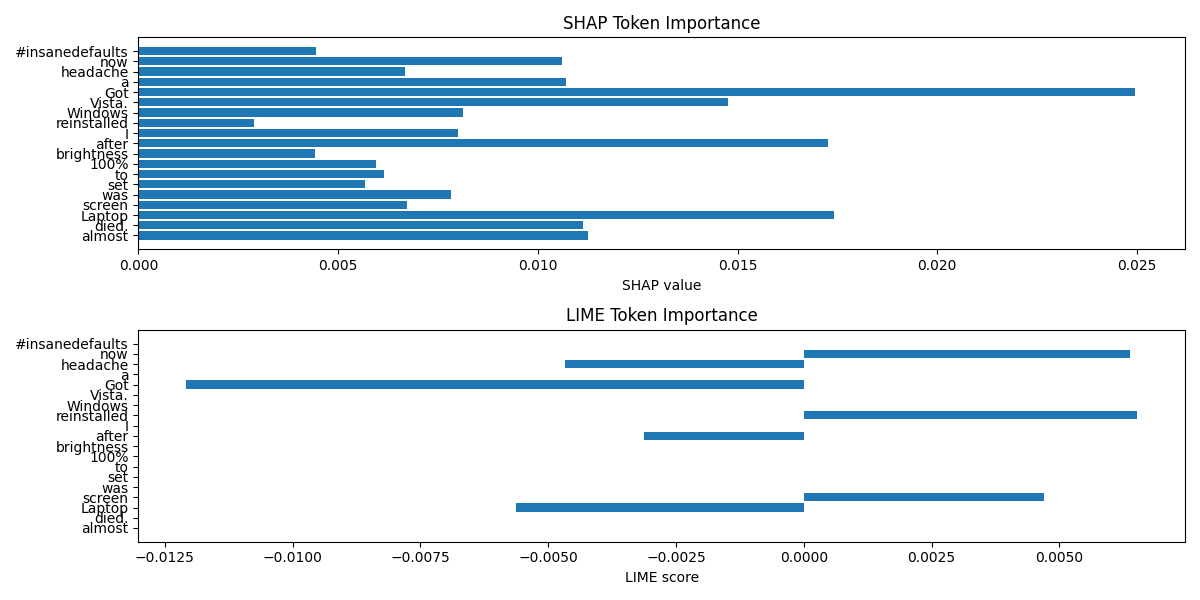 SHAP Token Importance
#insanedefaults
now
headache
a
Got
Vista.
Windows
reinstalled
I
after
brightness
100%
to
set
was
screen
Laptop
died.
almost
0.000 0.005 0.010 0.015 0.020 0.025
SHAP value
LIME Token Importance
#insanedefaults
now
headache
a
Got
Vista.
Windows
reinstalled
I
after
brightness
100%
to
set
was
screen
Laptop
died.
almost
−0.0125 −0.0100 −0.0075 −0.0050 −0.0025 0.0000 0.0025 0.0050
LIME score